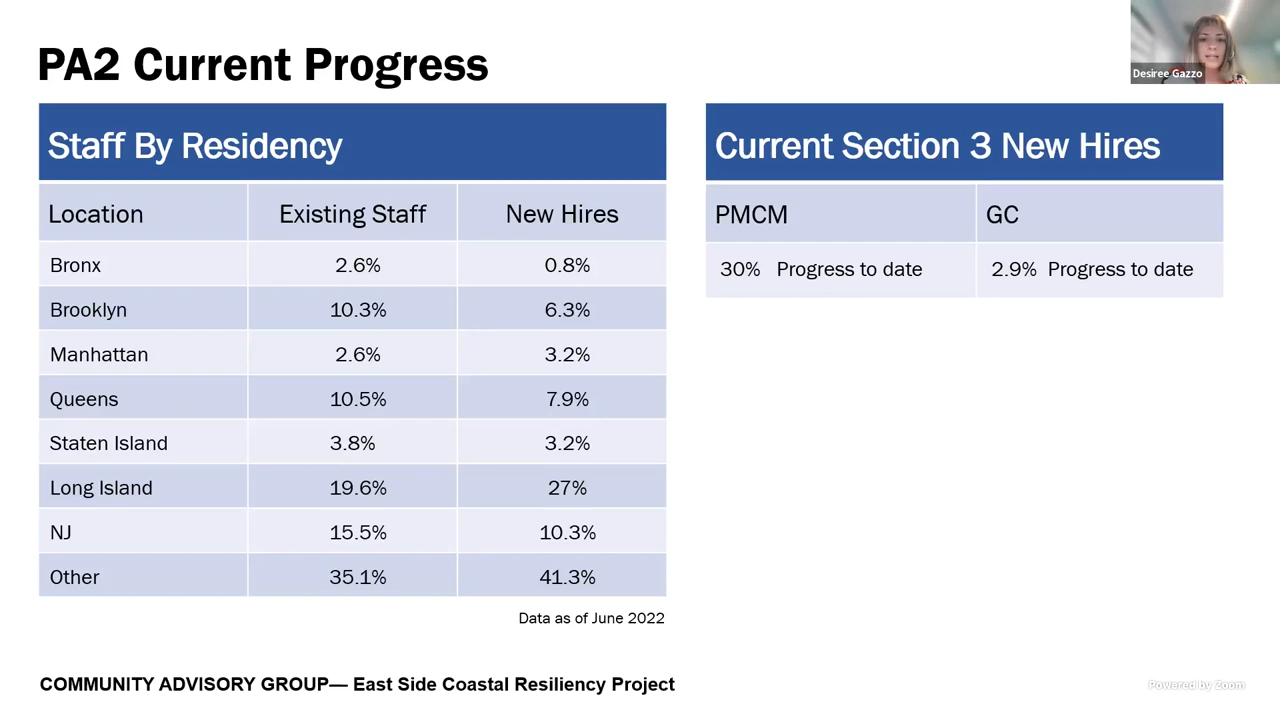 PA2 Current Progress
Desiree Gazzo
Staff By Residency
Location Existing Staff New Hires
Bronx 2.6% 0.8%
Brooklyn 10.3% 6.3%
Manhattan 2.6% 3.2%
Queens 10.5% 7.9%
Staten Island 3.8% 3.2%
Long Island 19.6% 27%
NJ 15.5% 10.3%
Other 35.1% 41.3%
Data as of June 2022
Current Section 3 New Hires
PMCM GC
30% Progress to date 2.9% Progress to date
COMMUNITY ADVISORY GROUP— East Side Coastal Resiliency Project
Powered by Zoom